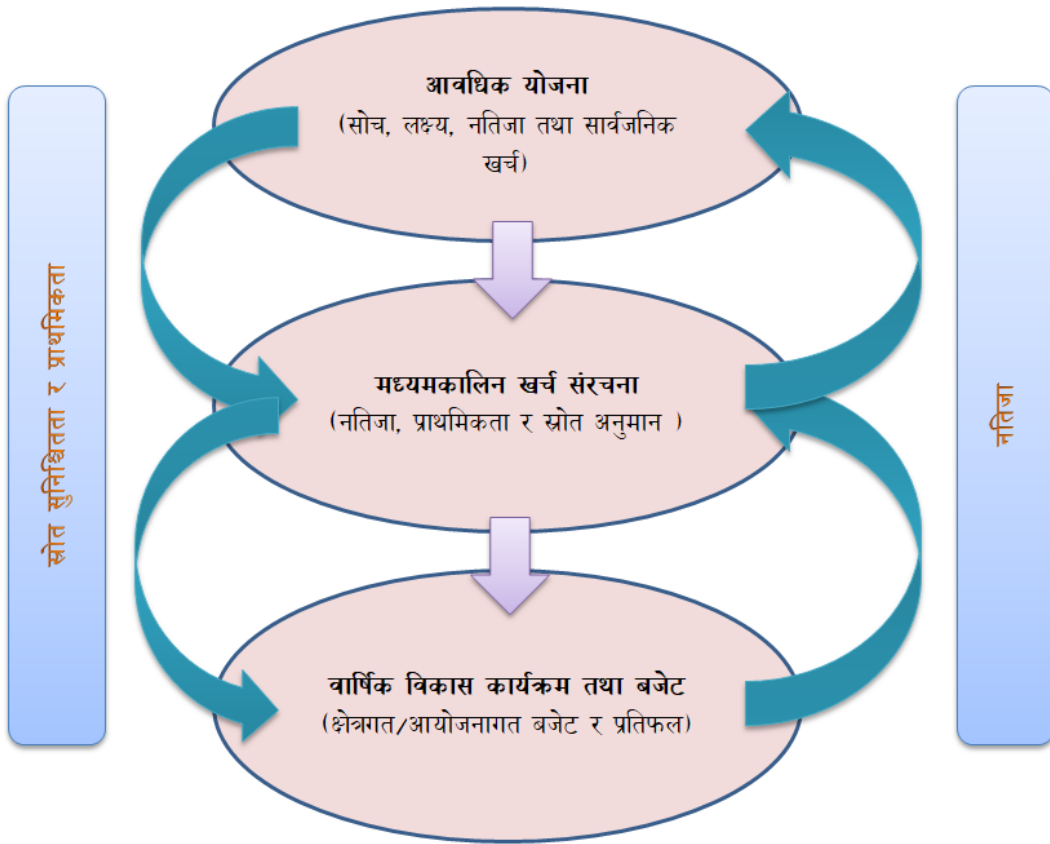 आवधिक योजना
(सोच, लक्ष्य, नतिजा तथा सार्वजनिक
खर्च)
स्रोत सुनिश्चितता र प्राथमिकता
मध्यमकालिन खर्च संरचना
(नतिजा, प्राथमिकता र स्रोत अनुमान )
नतिजा
वार्षिक विकास कार्यक्रम तथा बजेट
(क्षेत्रगत/आयोजनागत बजेट र प्रतिफल)